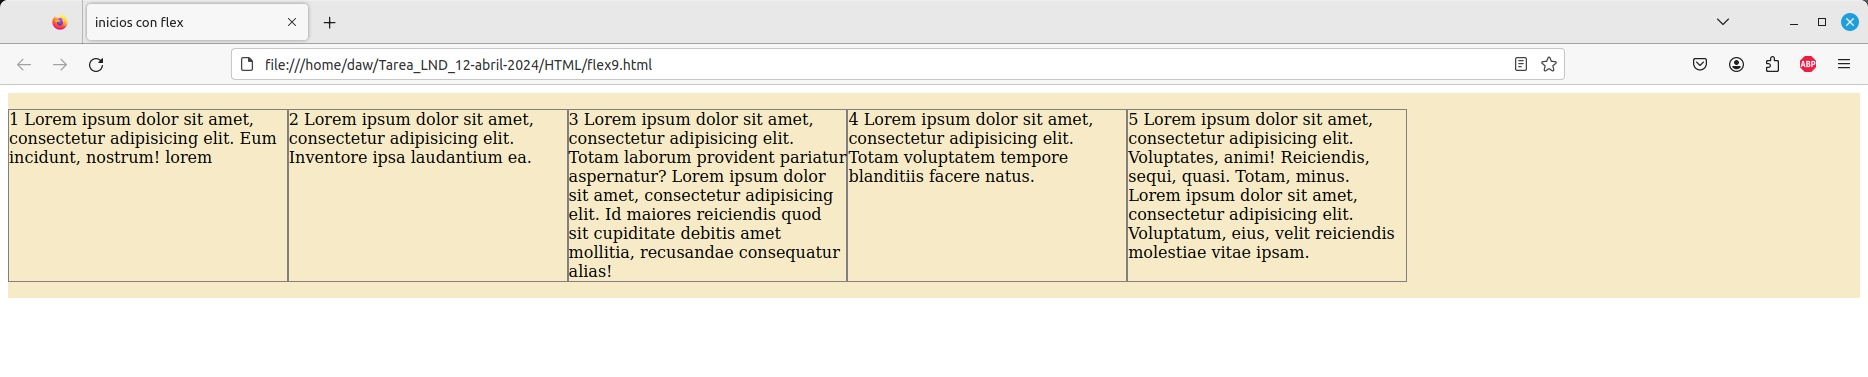 inicios con flex
file:///home/daw/Tarea_LND_12-abril-2024/HTML/flex9.html
ABP
1 Lorem ipsum dolor sit amet,
consectetur adipisicing elit. Eum
incidunt, nostrum! lorem
2 Lorem ipsum dolor sit amet,
consectetur adipisicing elit.
Inventore ipsa laudantium ea.
3 Lorem ipsum dolor sit amet,
consectetur adipisicing elit.
Totam laborum provident pariatur
aspernatur? Lorem ipsum dolor
sit amet, consectetur adipisicing
elit. Id maiores reiciendis quod
sit cupiditate debitis amet
mollitia, recusandae consequatur
alias!
4 Lorem ipsum dolor sit amet,
consectetur adipisicing elit.
Totam voluptatem tempore
blanditiis facere natus.
5 Lorem ipsum dolor sit amet,
consectetur adipisicing elit.
Voluptates, animi! Reiciendis,
sequi, quasi. Totam, minus.
Lorem ipsum dolor sit amet,
consectetur adipisicing elit.
Voluptatum, eius, velit reiciendis
molestiae vitae ipsam.